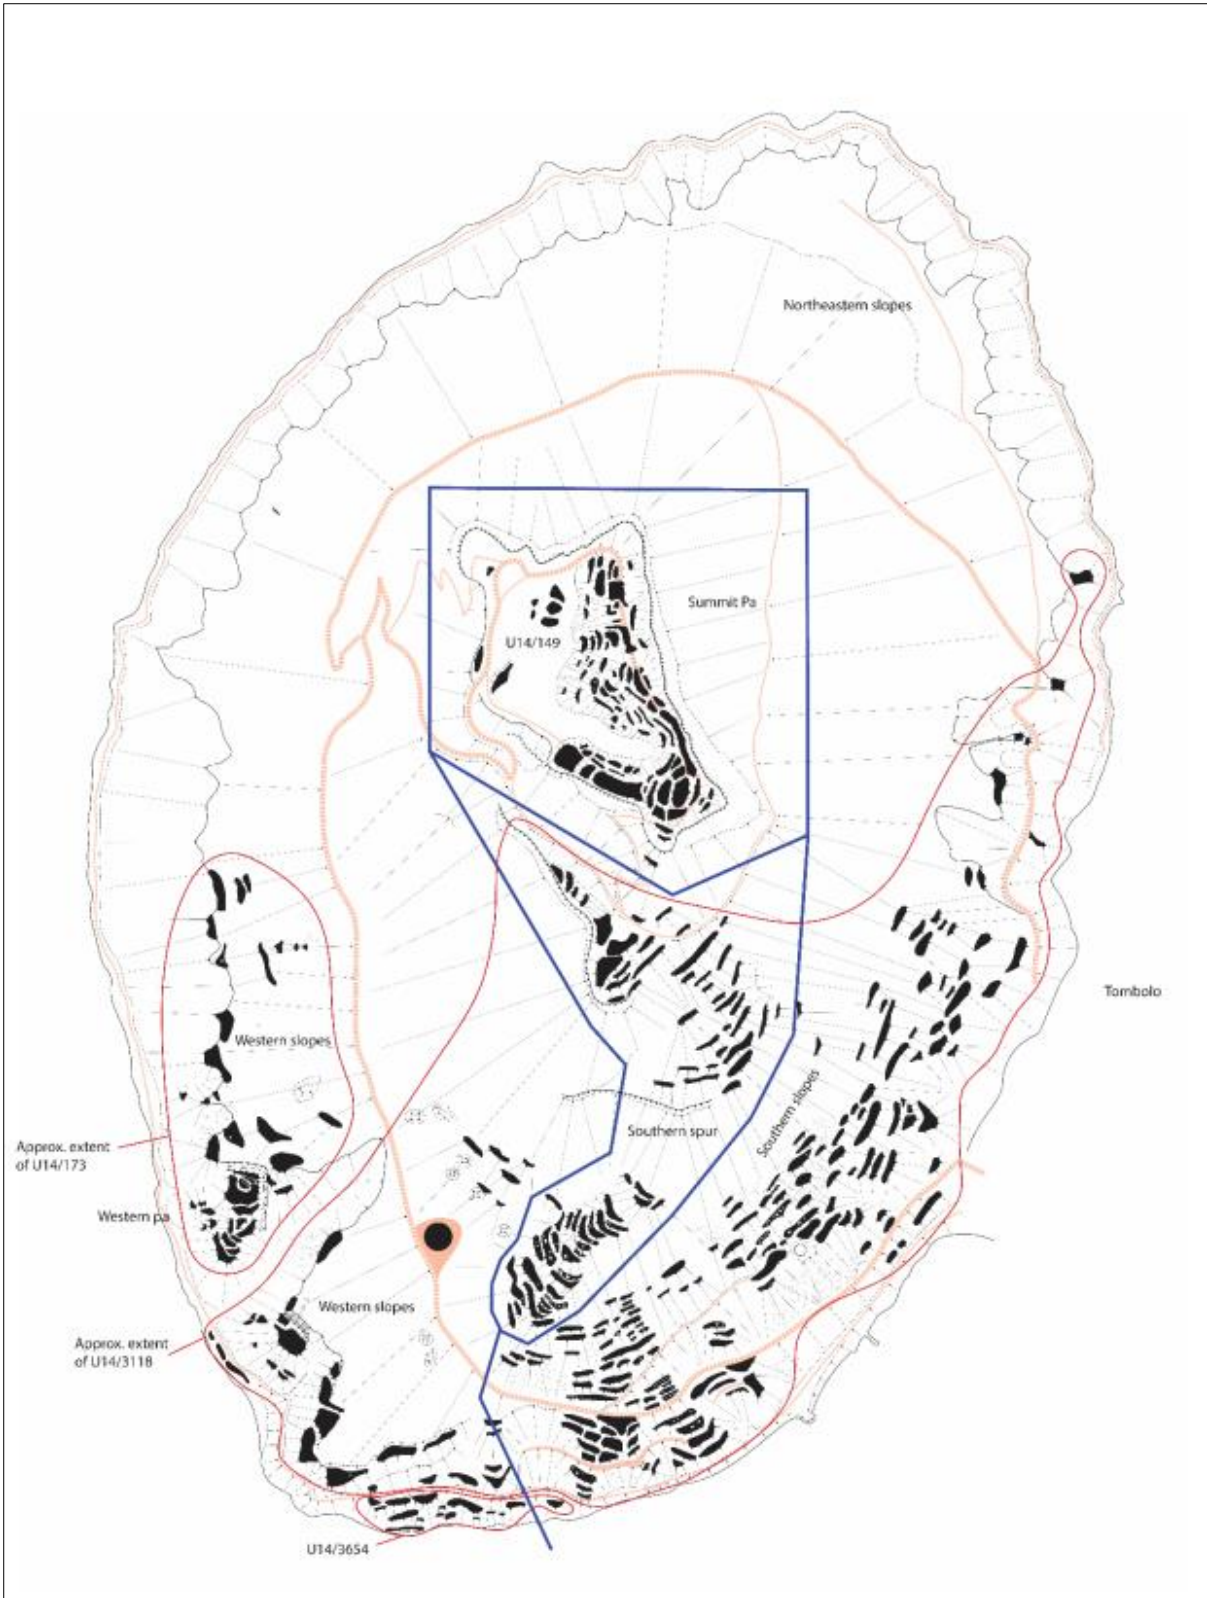 Northeastern slopes
Summit Pa
U14/149
Tombolo
Western slopes
Southern slopes
Southern spur
Approx. extent
of U14/173
Western pa
Western slopes
Approx. extent
of U14/3118
U14/3654